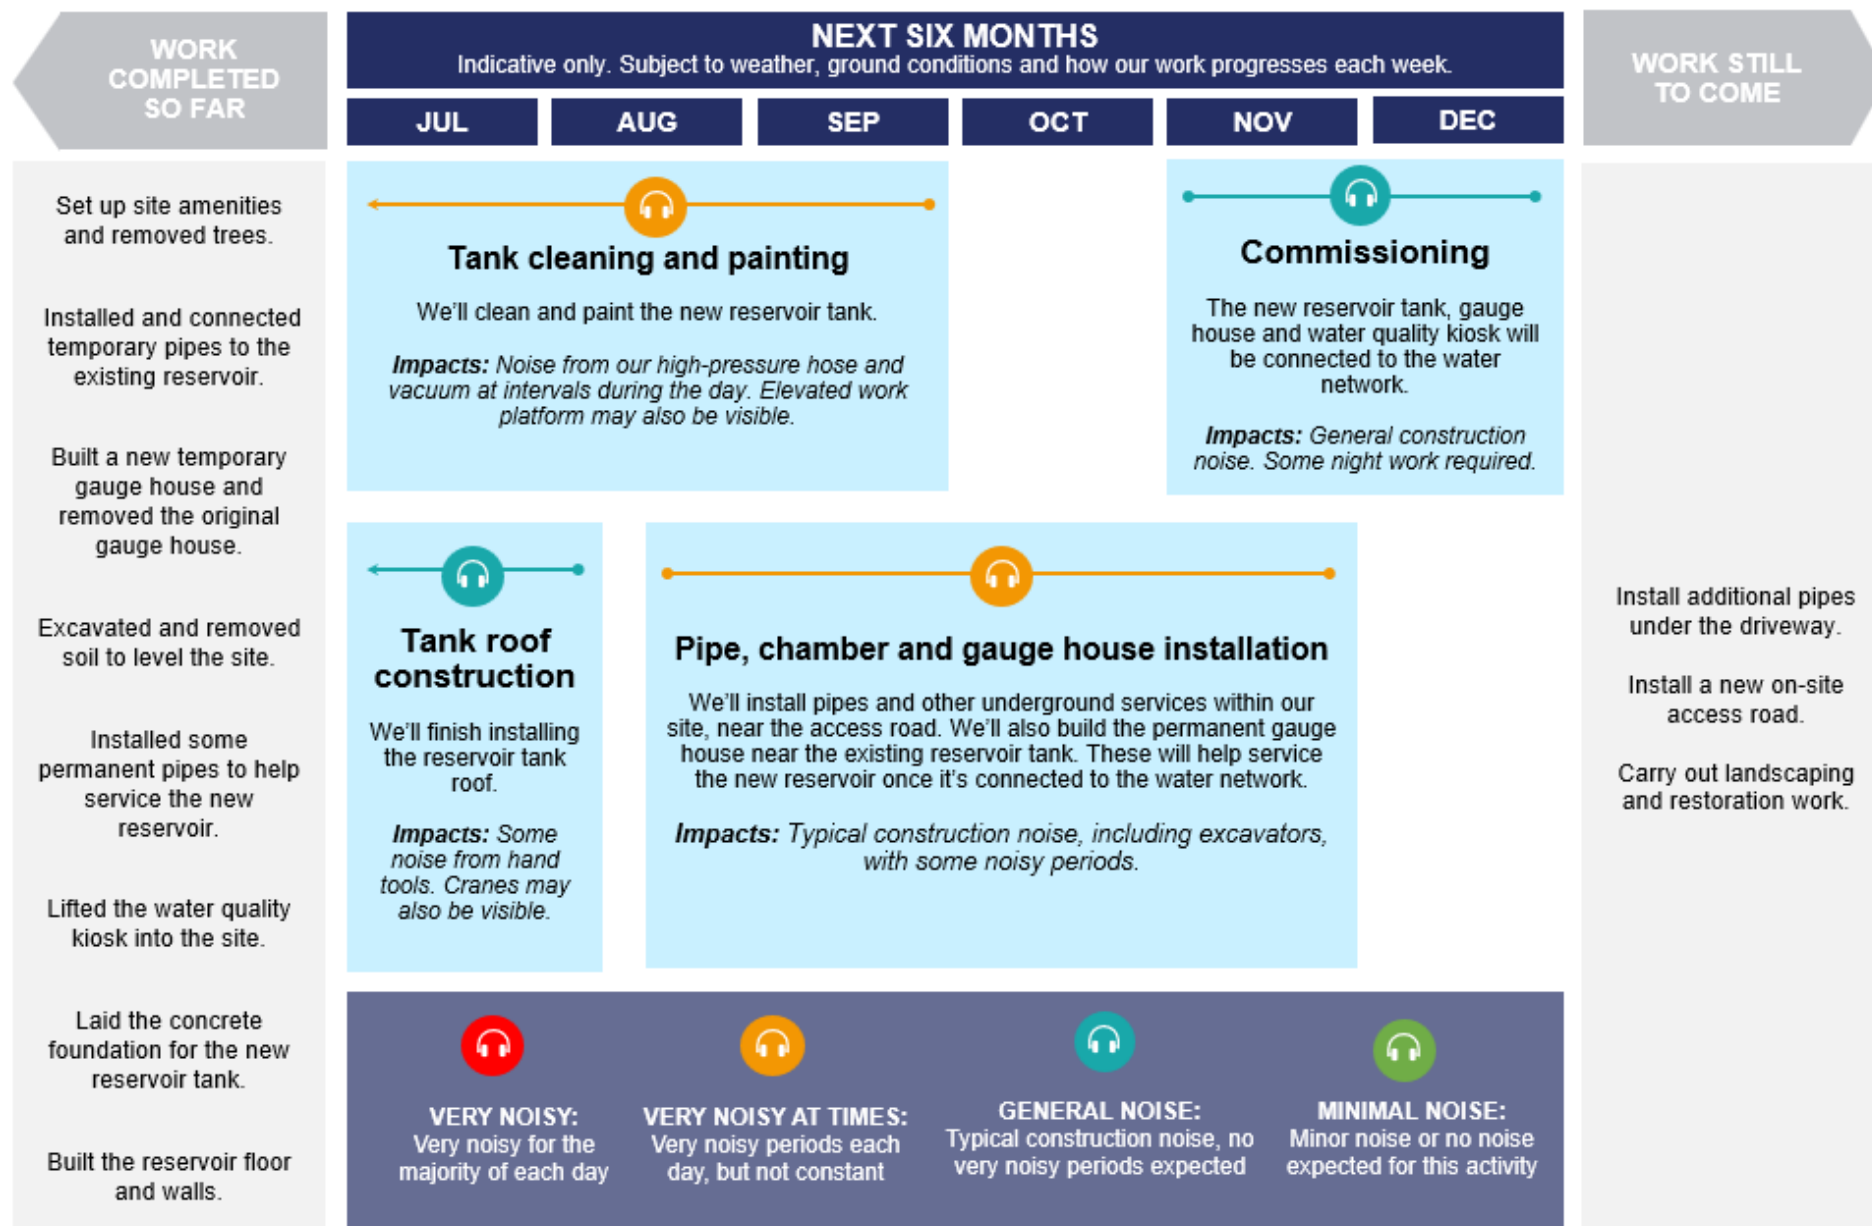 WORK
COMPLETED
SO FAR
Set up site amenities
and removed trees.
Installed and connected
temporary pipes to the
existing reservoir.
Built a new temporary
gauge house and
removed the original
gauge house.
Excavated and removed
soil to level the site.
Installed some
permanent pipes to help
service the new
reservoir.
Lifted the water quality
kiosk into the site.
Laid the concrete
foundation for the new
reservoir tank.
Built the reservoir floor
and walls.
NEXT SIX MONTHS
Indicative only. Subject to weather, ground conditions and how our work progresses each week.
JUL AUG SEP OCT NOV DEC
Tank cleaning and painting
We'll clean and paint the new reservoir tank.
Impacts: Noise from our high-pressure hose and
vacuum at intervals during the day. Elevated work
platform may also be visible.
Commissioning
The new reservoir tank, gauge
house and water quality kiosk will
be connected to the water
network.
Impacts: General construction
noise. Some night work required.
Tank roof
construction
We'll finish installing
the reservoir tank
roof.
Impacts: Some
noise from hand
tools. Cranes may
also be visible.
Pipe, chamber and gauge house installation
We'll install pipes and other underground services within our
site, near the access road. We'll also build the permanent gauge
house near the existing reservoir tank. These will help service
the new reservoir once it's connected to the water network.
Impacts: Typical construction noise, including excavators,
with some noisy periods.
VERY NOISY:
Very noisy for the
majority of each day
VERY NOISY AT TIMES:
Very noisy periods each
day, but not constant
GENERAL NOISE:
Typical construction noise, no
very noisy periods expected
MINIMAL NOISE:
Minor noise or no noise
expected for this activity
WORK STILL
TO COME
Install additional pipes
under the driveway.
Install a new on-site
access road.
Carry out landscaping
and restoration work.